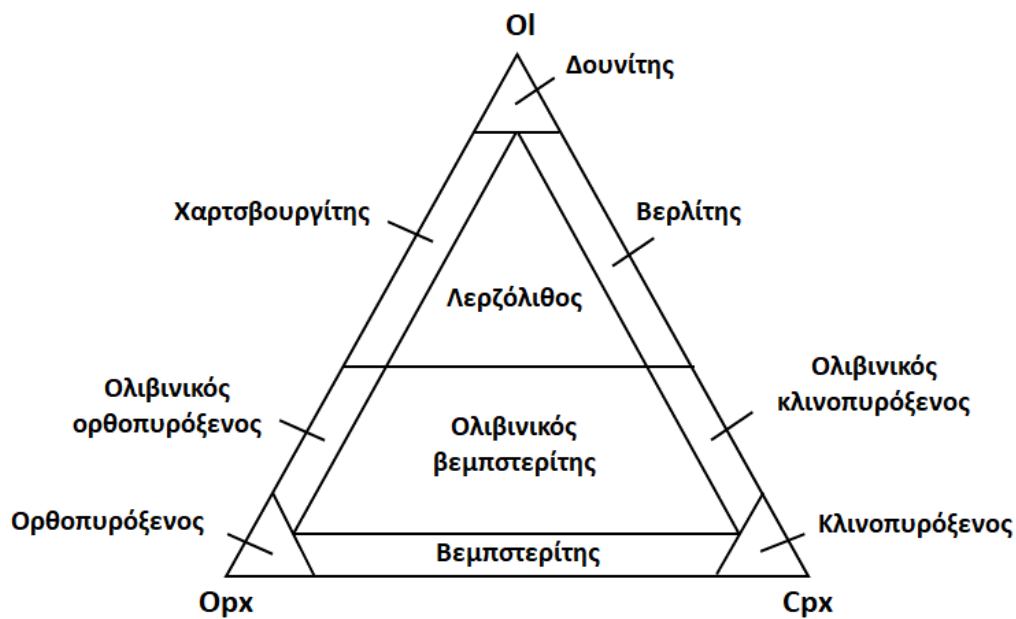 Ol
Δουνίτης
Χαρτσβουργίτης
Βερλίτης
Λερζόλιθος
Ολιβινικός
ορθοπυρόξενος
Ολιβινικός
κλινοπυρόξενος
Ολιβινικός
βεμπστερίτης
Ορθοπυρόξενος
Κλινοπυρόξενος
Βεμπστερίτης
Opx
Cpx